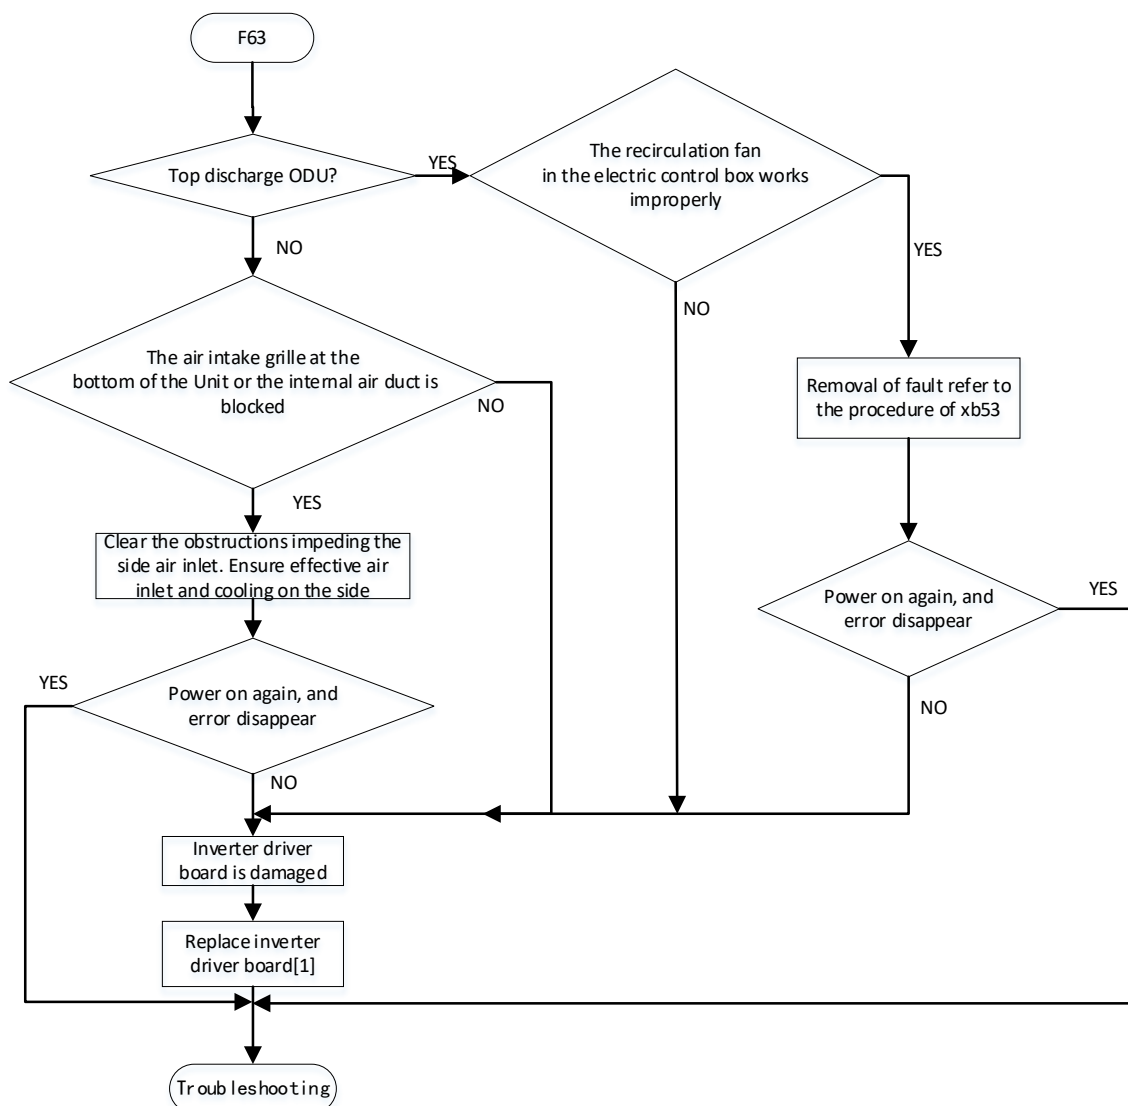 F63
Top discharge ODU?
YES
The recirculation fan
in the electric control box works
improperly
YES
NO
NO
The air intake grille at the
bottom of the Unit or the internal air duct is
blocked
NO
Removal of fault refer to
the procedure of xb53
YES
Clear the obstructions impeding the
side air inlet. Ensure effective air
inlet and cooling on the side
Power on again, and
error disappear
YES
NO
YES
Power on again, and
error disappear
NO
Inverter driver
board is damaged
Replace inverter
driver board[1]
Troubleshooting